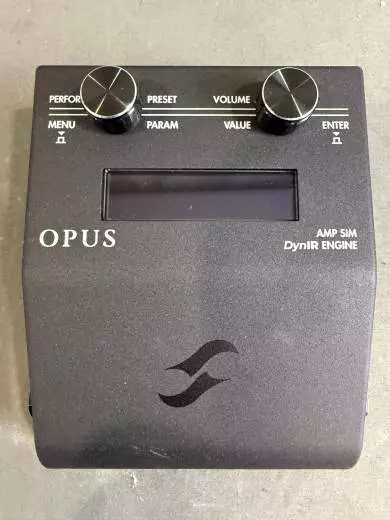 PERFOR PRESET VOLUME
MENU PARAM VALUE ENTER
OPUS
AMP SIM
DynIR ENGINE